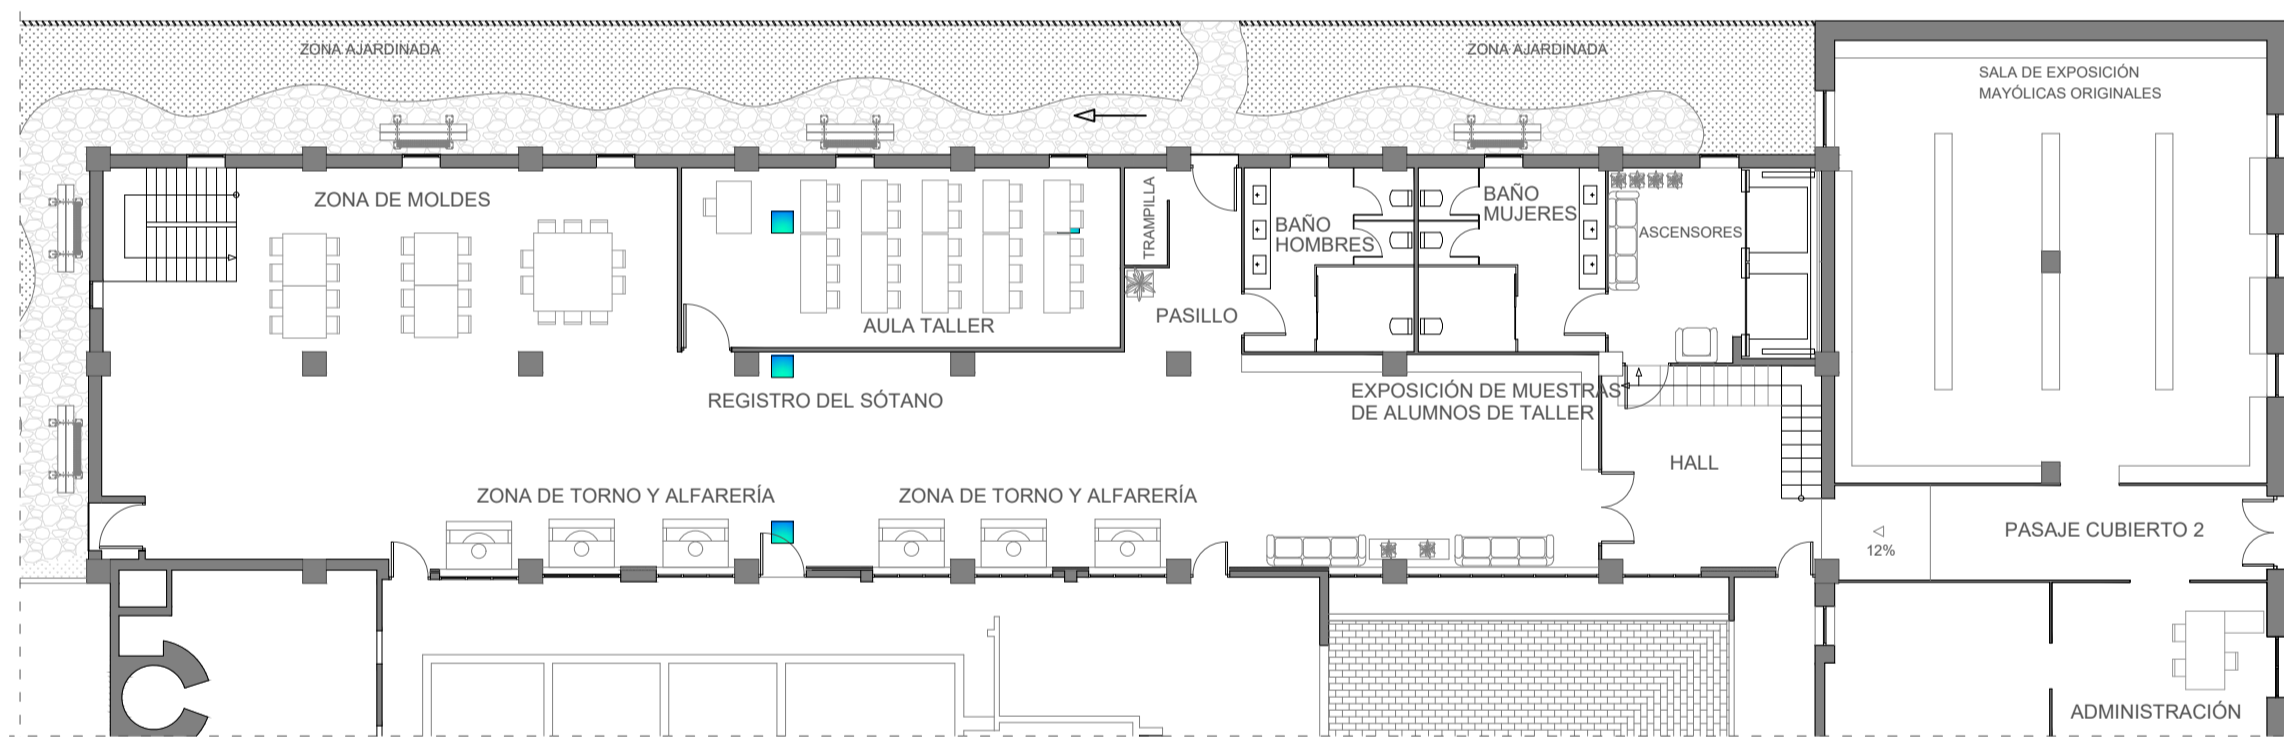 ZONA AJARDINADA
ZONA AJARDINADA
SALA DE EXPOSICIÓN
MAYÓLICAS ORIGINALES
ZONA DE MOLDES
TRAMPILLA
BAÑO
HOMBRES
BAÑO
MUJERES
ASCENSORES
AULA TALLER
PASILLO
REGISTRO DEL SÓTANO
EXPOSICIÓN DE MUESTRAS
DE ALUMNOS DE TALLER
HALL
ZONA DE TORNO Y ALFARERÍA
ZONA DE TORNO Y ALFARERÍA
12%
PASAJE CUBIERTO 2
ADMINISTRACIÓN